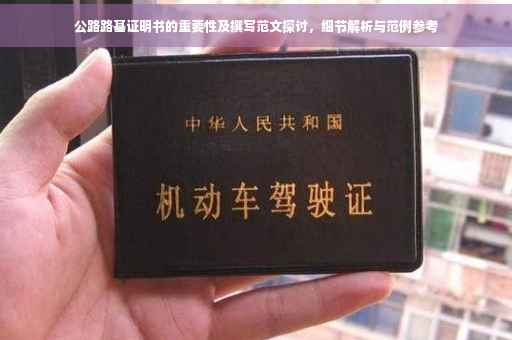 公路路基证明书的重要性及撰写范文探讨，细节解析与范例参考
中华人民共和国
机动车驾驶证